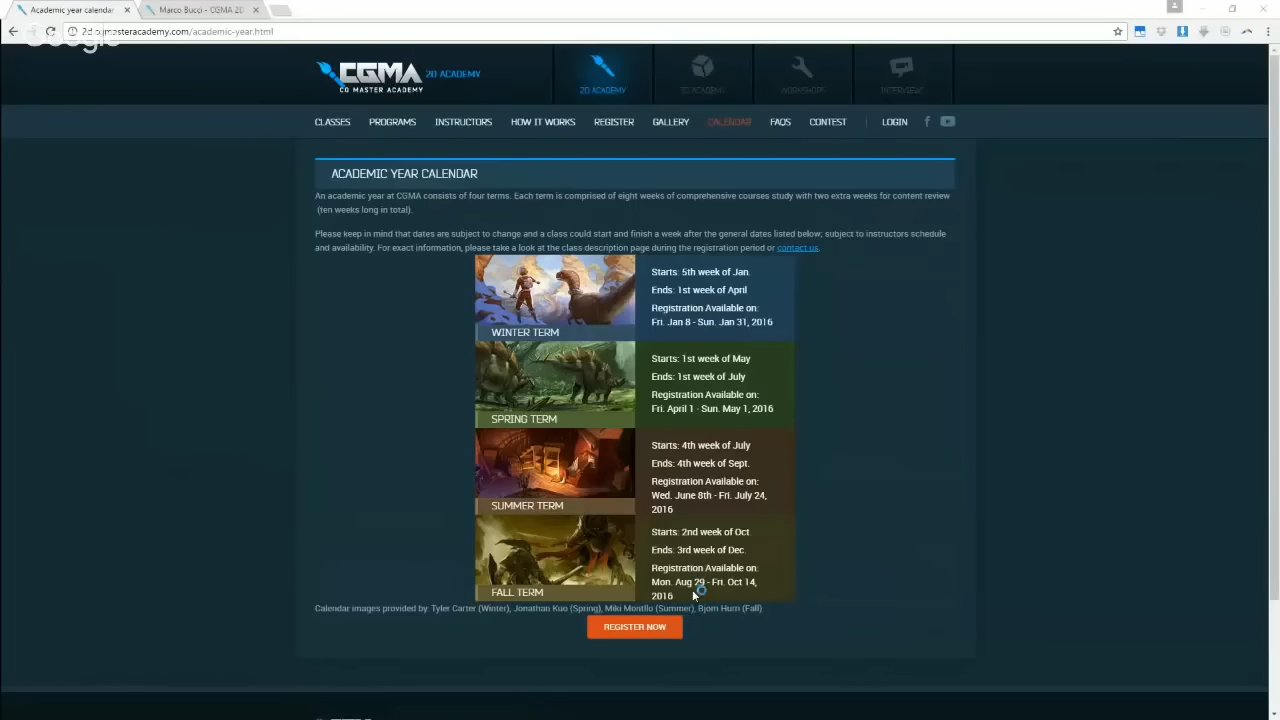 Academic year calendar
Marco Bucci - CGMA 2D
Google
masteracademy.com/academic-year.html
CGMA 2D ACADEMY
CG MASTER ACADEMY
2D ACADEMY
3D ACADEMY
WORKSHOPS
INTERVIEWS
CLASSES PROGRAMS INSTRUCTORS HOW IT WORKS REGISTER GALLERY CALENDAR FAQS CONTEST LOGIN
ACADEMIC YEAR CALENDAR
An academic year at CGMA consists of four terms. Each term is comprised of eight weeks of comprehensive courses study with two extra weeks for content review
(ten weeks long in total).
Please keep in mind that dates are subject to change and a class could start and finish a week after the general dates listed below; subject to instructors schedule
and availability. For exact information, please take a look at the class description page during the registration period or contact us.
Starts: 5th week of Jan.
Ends: 1st week of April
Registration Available on:
Fri. Jan 8 - Sun. Jan 31, 2016
WINTER TERM
Starts: 1st week of May
Ends: 1st week of July
Registration Available on:
Fri. April 1 - Sun. May 1, 2016
SPRING TERM
Starts: 4th week of July
Ends: 4th week of Sept.
Registration Available on:
Wed. June 8th - Fri. July 24,
2016
SUMMER TERM
Starts: 2nd week of Oct.
Ends: 3rd week of Dec.
Registration Available on:
Mon. Aug 29 - Fri. Oct 14,
2016
FALL TERM
Calendar images provided by: Tyler Carter (Winter), Jonathan Kuo (Spring), Miki Montllo (Summer), Bjorn Hurri (Fall)
REGISTER NOW
CGMA